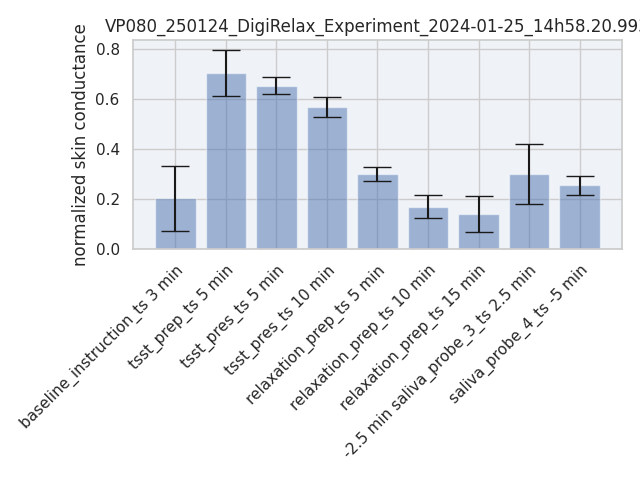 VP080_250124_DigiRelax_Experiment_2024-01-25_14h58.20.99
normalized skin conductance
0.8
0.6
0.4
0.2
0.0
baseline_instruction_ts 3 min
tsst_prep_ts 5 min
tsst_pres_ts 5 min
tsst_pres_ts 10 min
relaxation_prep_ts 5 min
relaxation_prep_ts 10 min
relaxation_prep_ts 15 min
-2.5 min saliva_probe_3_ts 2.5 min
saliva_probe_4_ts -5 min